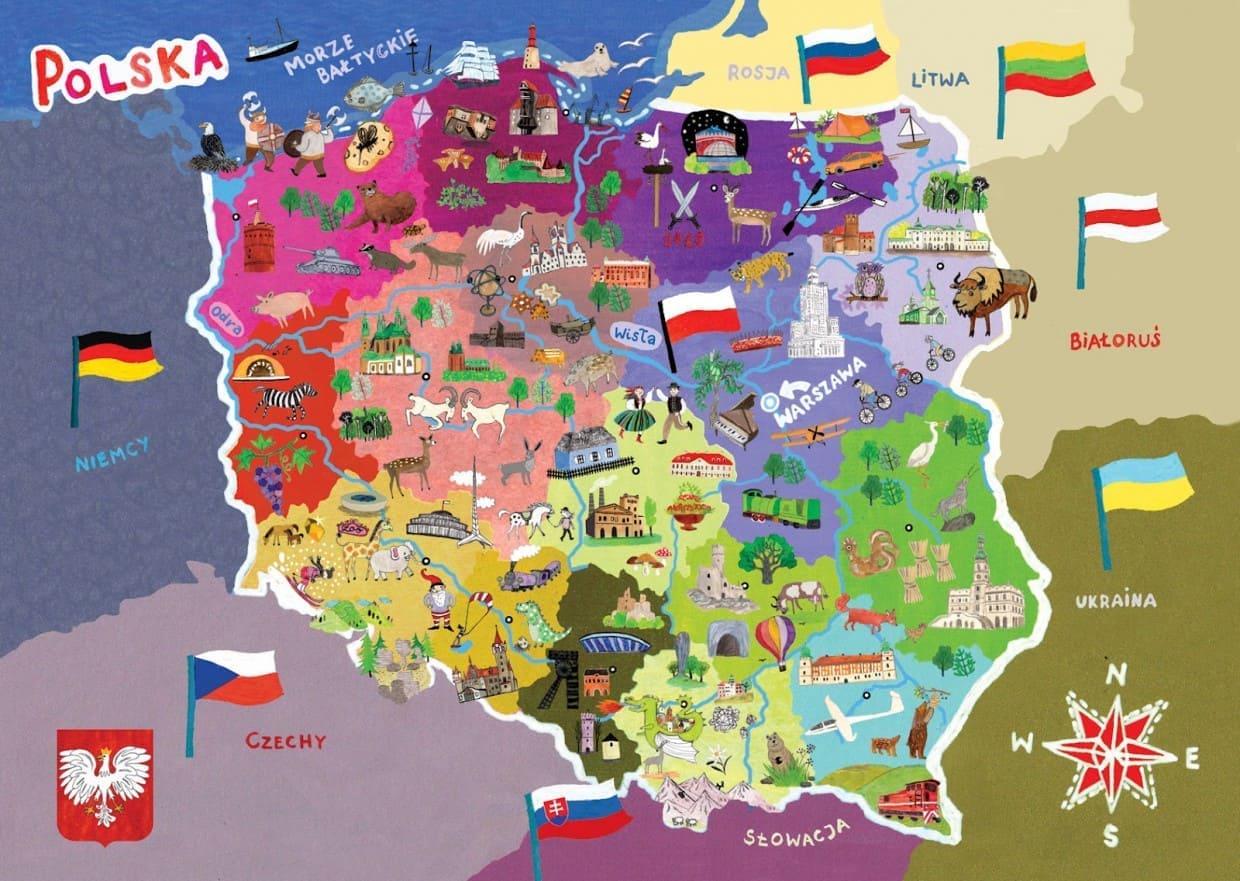 POLSKA
MORZE
BAŁTYCKIE
ROSJA
LITWA
1410
Odra
Wisła
BIAŁORUŚ
WARSZAWA
NIEMCY
UKRAINA
CZECHY
SŁOWACJA
N
W
E
S